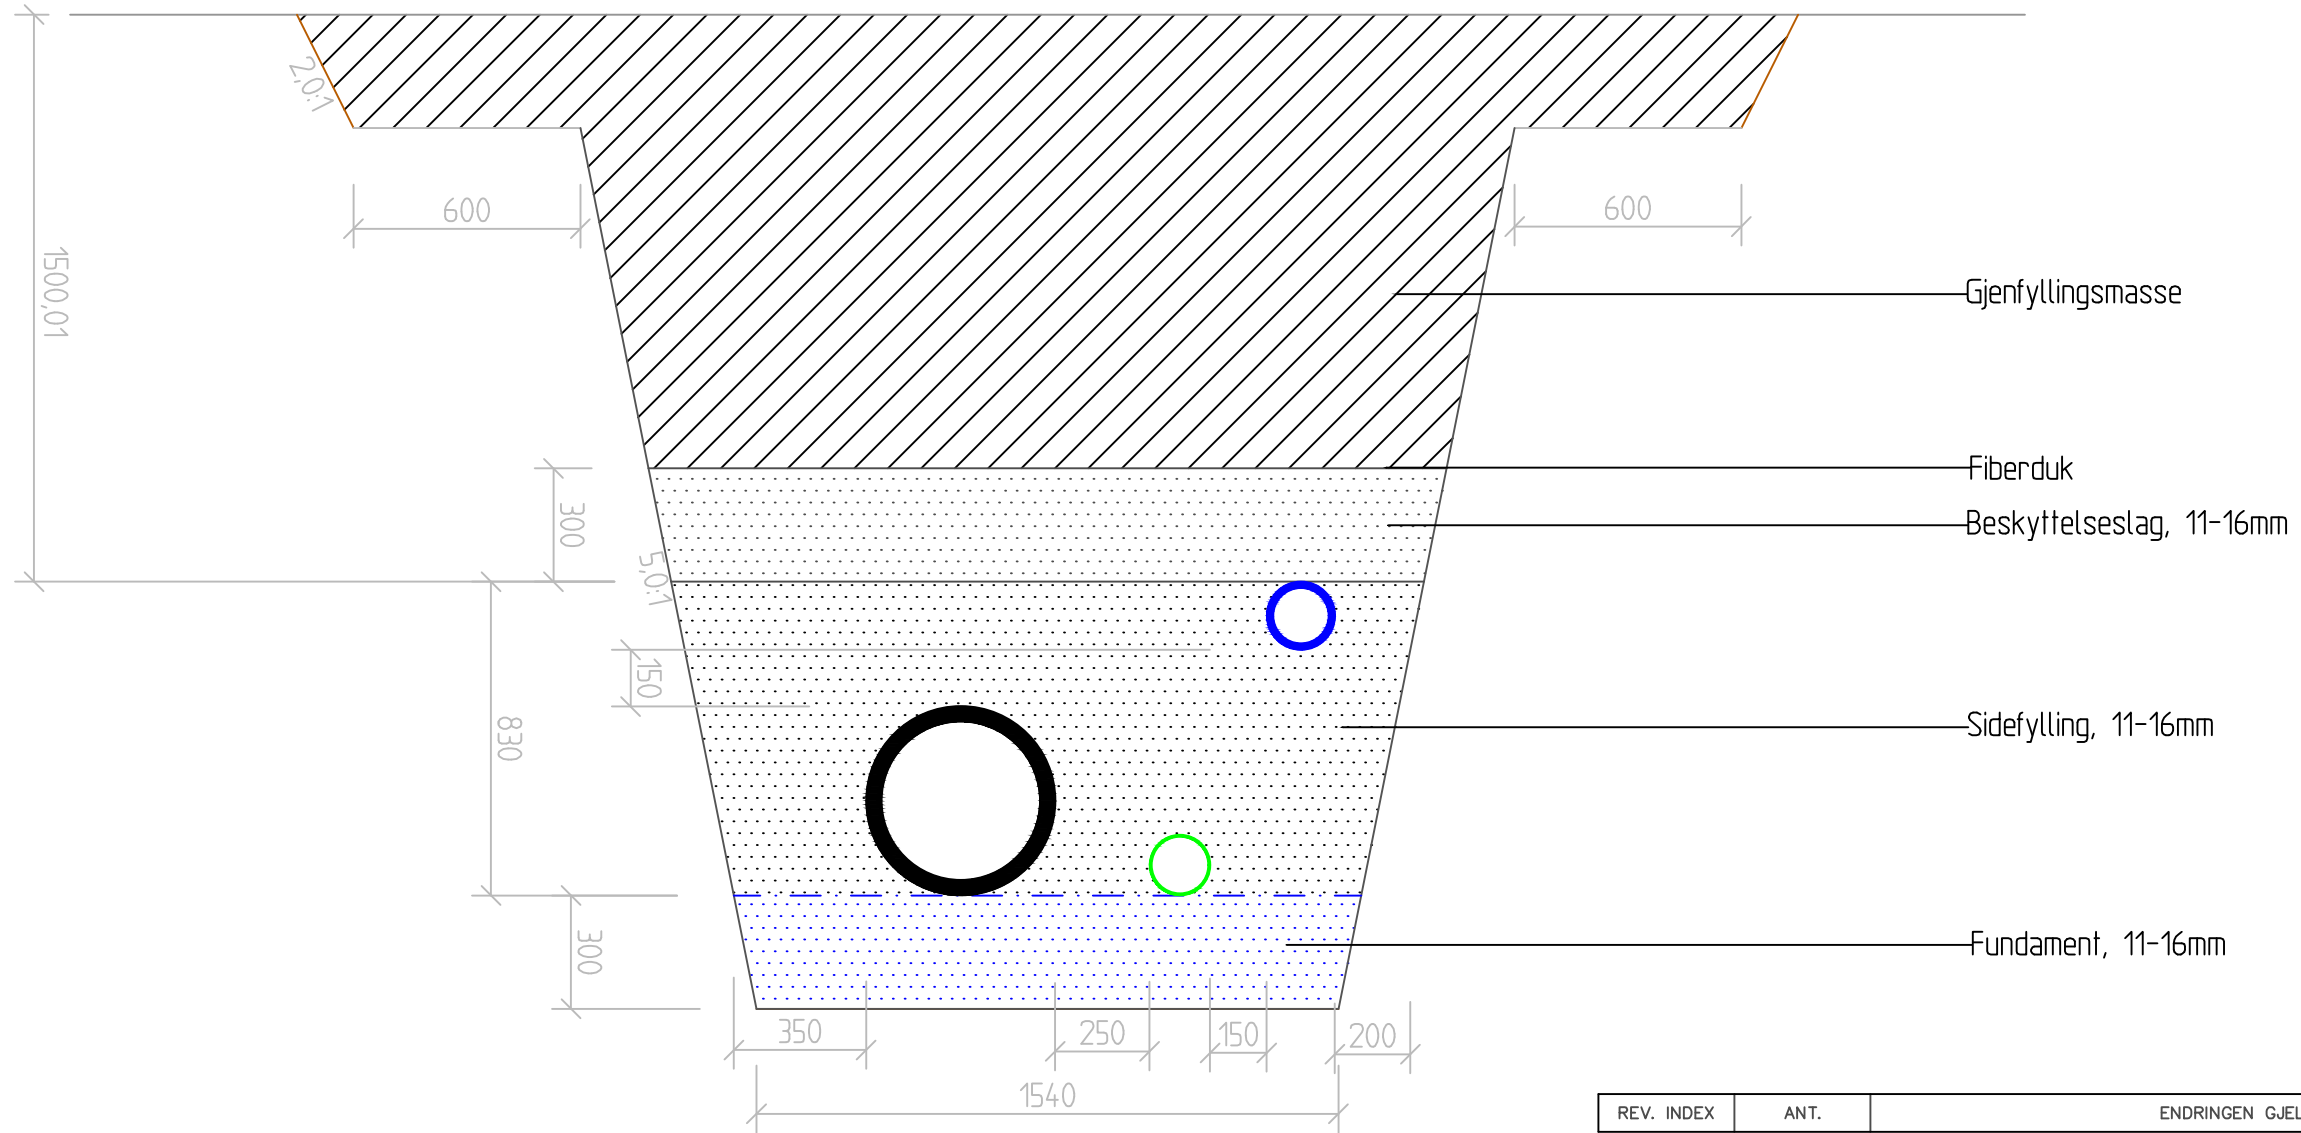 2,0:1
600
600
1500,01
Gjenfyllingsmasse
Fiberduk
300
Beskyttelseslag, 11-16mm
5,0:1
150
830
Sidefylling, 11-16mm
300
Fundament, 11-16mm
350
250
150
200
1540
REV. INDEX
ANT.
ENDRINGEN GJEL